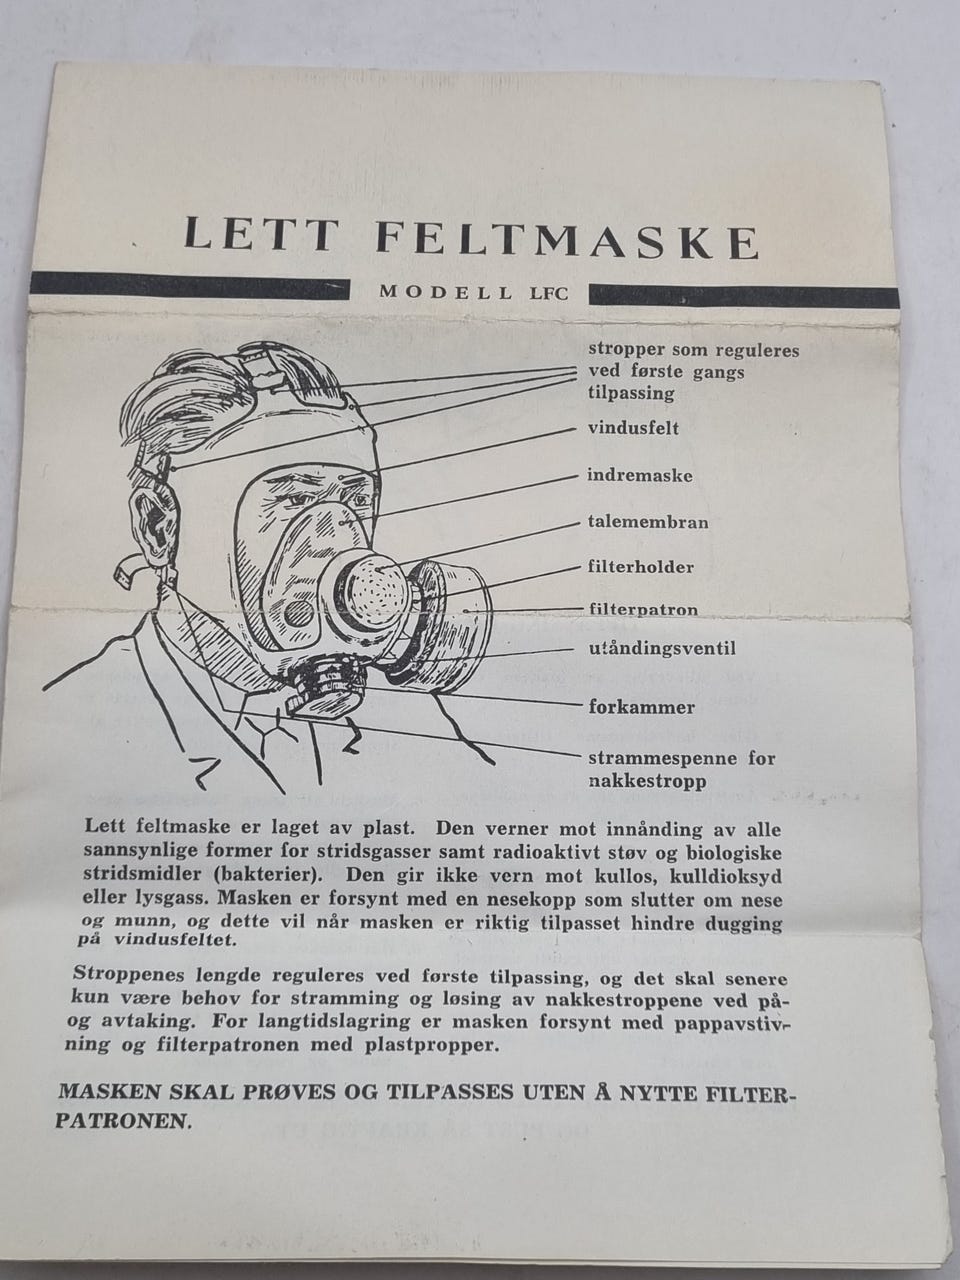 LETT FELTMASKE
MODELL LFC
stropper som reguleres
ved første gangs
tilpassing
vindusfelt
indremaske
talemembran
filterholder
filterpatron
utåndingsventil
forkammer
strammespenne for
nakkestropp
Lett feltmaske er laget av plast. Den verner mot innånding av alle
sannsynlige former for stridsgasser samt radioaktivt støv og biologiske
stridsmidler (bakterier). Den gir ikke vern mot kullos, kulldioksyd
eller lysgass. Masken er forsynt med en nesekopp som slutter om nese
og munn, og dette vil når masken er riktig tilpasset hindre dugging
på vindusfeltet.
Stroppenes lengde reguleres ved første tilpassing, og det skal senere
kun være behov for stramming og løsing av nakkestroppene ved på-
og avtaking. For langtidslagring er masken forsynt med pappavstiv-
ning og filterpatronen med plastpropper.
MASKEN SKAL PRØVES OG TILPASSES UTEN Å NYTTE FILTER-
PATRONEN.